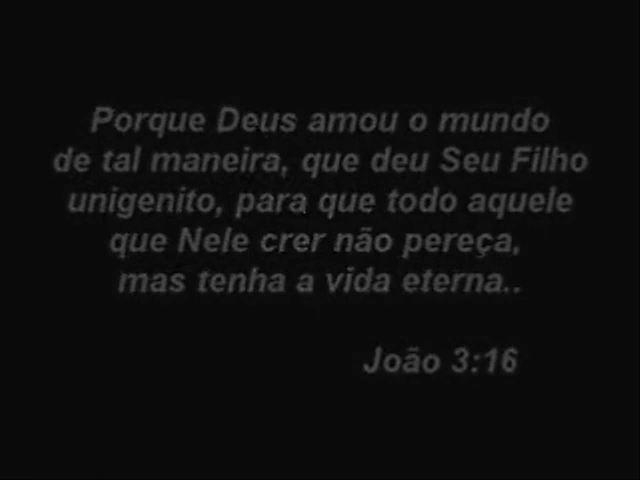 Porque Deus amou o mundo
de tal maneira, que deu Seu Filho
unigenito, para que todo aquele
que Nele crer não pereça,
mas tenha a vida eterna..
João 3:16